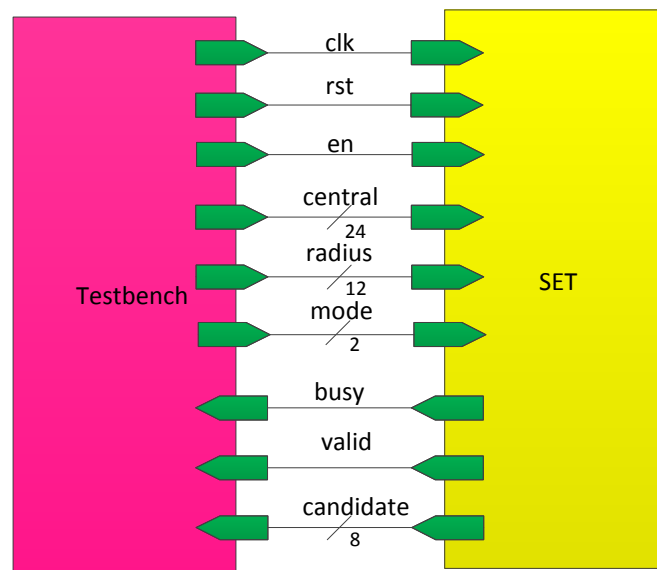 clk
rst
en
central
24
radius
12
Testbench
SET
mode
2
busy
valid
candidate
8